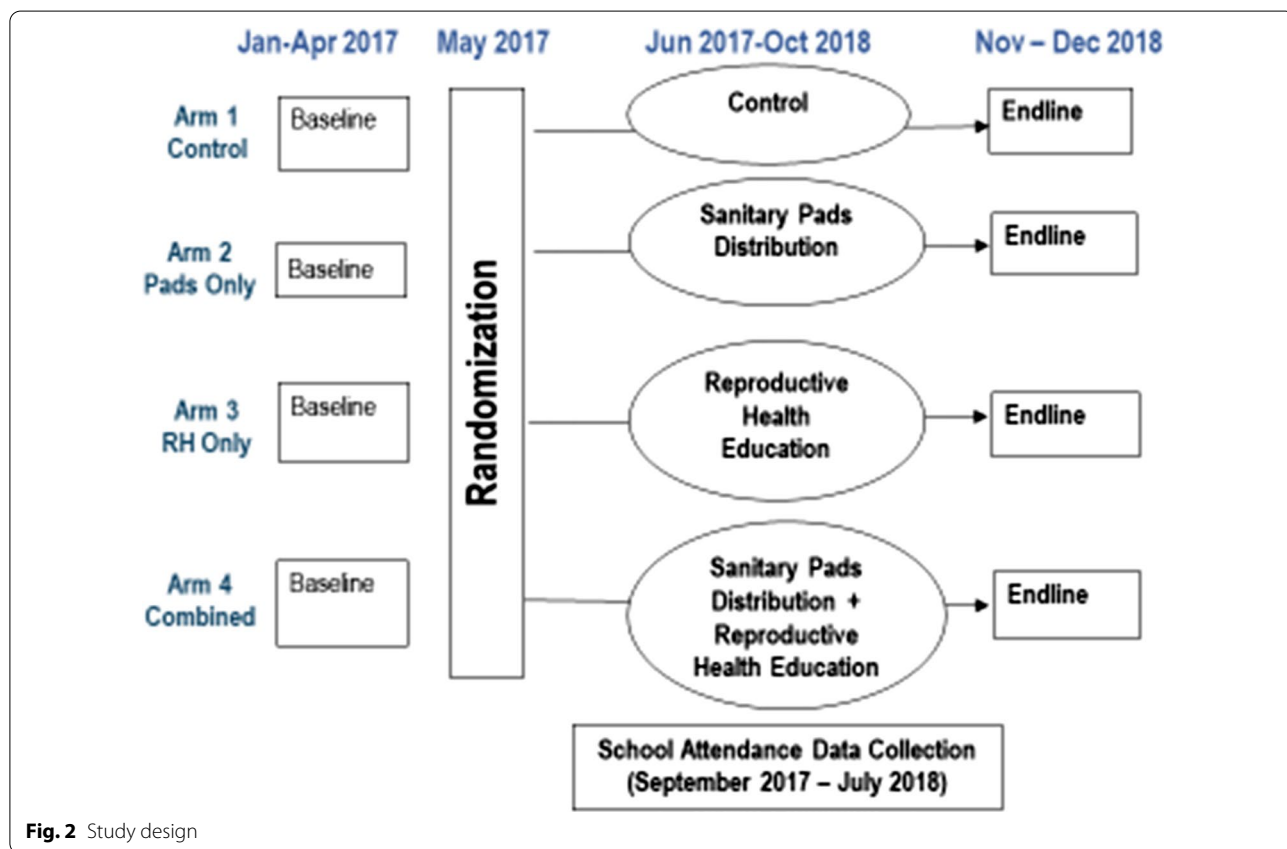 Jan-Apr 2017
May 2017
Jun 2017-Oct 2018
Nov – Dec 2018
Arm 1
Control
Baseline
Control
Endline
Arm 2
Pads Only
Baseline
Sanitary Pads
Distribution
Endline
Randomization
Arm 3
RH Only
Baseline
Reproductive
Health
Education
Endline
Arm 4
Combined
Baseline
Sanitary Pads
Distribution +
Reproductive
Health Education
Endline
School Attendance Data Collection
(September 2017 – July 2018)
Fig. 2 Study design